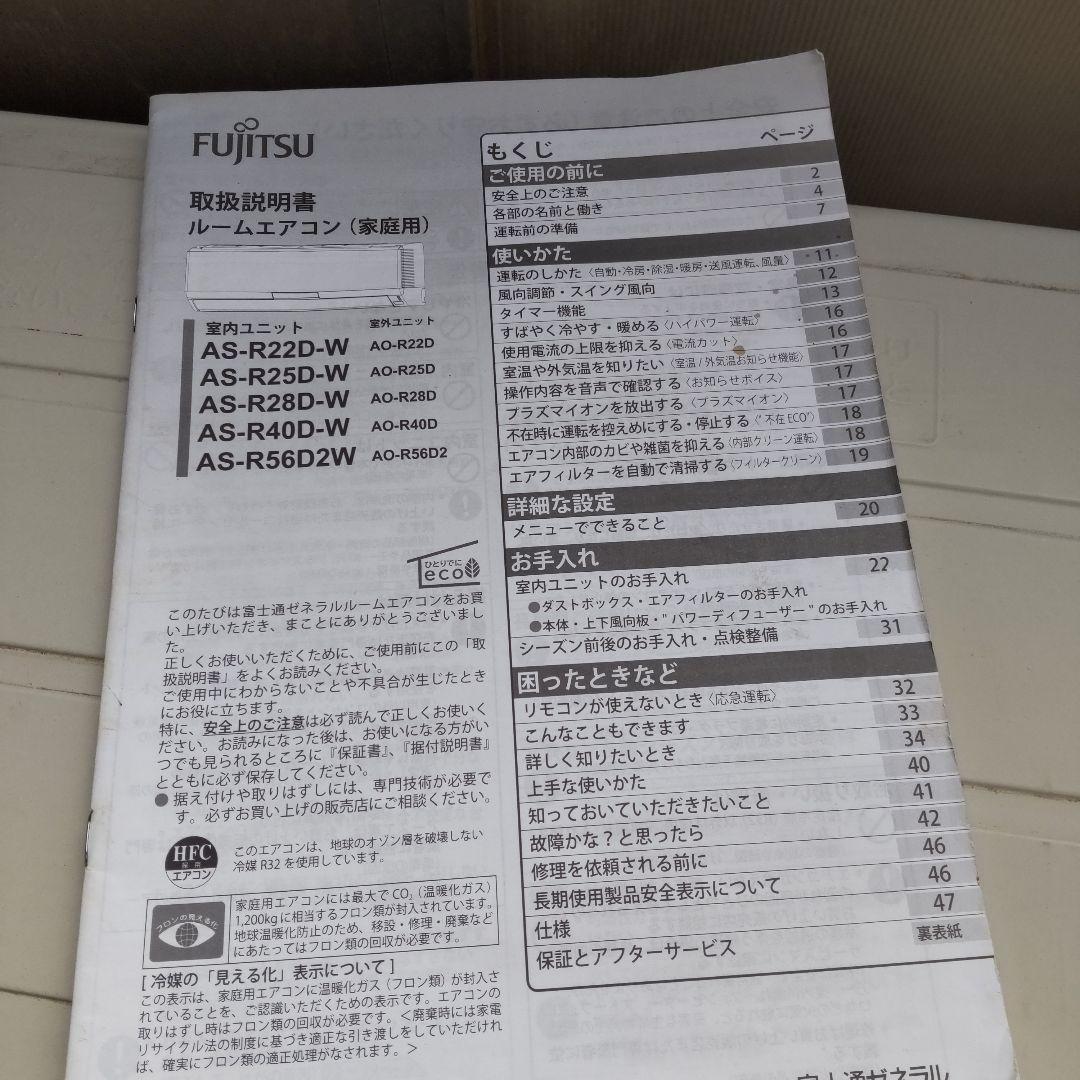 FUJITSU
取扱説明書
ルームエアコン（家庭用）
室内ユニット 室外ユニット
AS-R22D-W AO-R22D
AS-R25D-W AO-R25D
AS-R28D-W AO-R28D
AS-R40D-W AO-R40D
AS-R56D2W AO-R56D2
ひとりでに
eco
このたびは富士通ゼネラルルームエアコンをお買
い上げいただき、まことにありがとうございまし
た。
正しくお使いいただくために、ご使用前にこの「取
扱説明書」をよくお読みください。
ご使用中にわからないことや不具合が生じたとき
にお役に立ちます。
特に、安全上のご注意は必ず読んで正しくお使いく
ださい。お読みになった後は、お使いになる方がい
つでも見られるところに『保証書』、『据付説明書』
とともに必ず保存してください。
● 据え付けや取りはずしには、専門技術が必要で
す。必ずお買い上げの販売店にご相談ください。
HFC
採用
エアコン
このエアコンは、地球のオゾン層を破壊しない
冷媒 R32 を使用しています。
フロンの見える化
家庭用エアコンには最大で CO₂（温暖化ガス）
1,200kg に相当するフロン類が封入されています。
地球温暖化防止のため、移設・修理・廃棄など
にあたってはフロン類の回収が必要です。
[ 冷媒の「見える化」表示について ]
この表示は、家庭用エアコンに温暖化ガス（フロン類）が封入さ
れていることを、ご認識いただくための表示です。エアコンの
取りはずし時はフロン類の回収が必要です。＜廃棄時には家電
リサイクル法の制度に基づき適正な引き渡しをしていただけれ
ば、確実にフロン類の適正処理がなされます。＞
もくじ ページ
ご使用の前に
安全上のご注意 2
各部の名前と働き 4
運転前の準備 7
使いかた
運転のしかた〈自動・冷房・除湿・暖房・送風運転、風量〉 11
風向調節・スイング風向 12
タイマー機能 13
すばやく冷やす・暖める〈ハイパワー運転〉 16
使用電流の上限を抑える〈電流カット〉 16
室温や外気温を知りたい〈室温 / 外気温お知らせ機能〉 17
操作内容を音声で確認する〈お知らせボイス〉 17
プラズマイオンを放出する〈プラズマイオン〉 17
不在時に運転を控えめにする・停止する〈" 不在 ECO"〉 18
エアコン内部のカビや雑菌を抑える〈内部クリーン運転〉 18
エアフィルターを自動で清掃する〈フィルタークリーン〉 19
詳細な設定
メニューでできること 20
お手入れ
室内ユニットのお手入れ 22
●ダストボックス・エアフィルターのお手入れ
●本体・上下風向板・" パワーディフューザー " のお手入れ
シーズン前後のお手入れ・点検整備 31
困ったときなど
リモコンが使えないとき〈応急運転〉 32
こんなこともできます 33
詳しく知りたいとき 34
上手な使いかた 40
知っておいていただきたいこと 41
故障かな？と思ったら 42
修理を依頼される前に 46
長期使用製品安全表示について 46
仕様 47
保証とアフターサービス 裏表紙